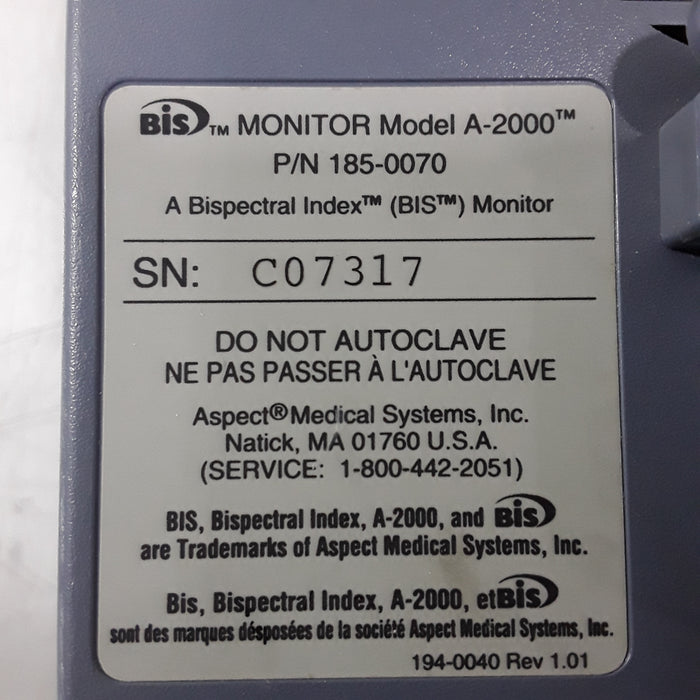 BIS™ MONITOR Model A-2000™
P/N 185-0070
A Bispectral Index™ (BIS™) Monitor
SN: C07317
DO NOT AUTOCLAVE
NE PAS PASSER À L'AUTOCLAVE
Aspect® Medical Systems, Inc.
Natick, MA 01760 U.S.A.
(SERVICE: 1-800-442-2051)
BIS, Bispectral Index, A-2000, and BIS
are Trademarks of Aspect Medical Systems, Inc.
Bis, Bispectral Index, A-2000, et BIS
sont des marques désposées de la société Aspect Medical Systems, Inc.
194-0040 Rev 1.01